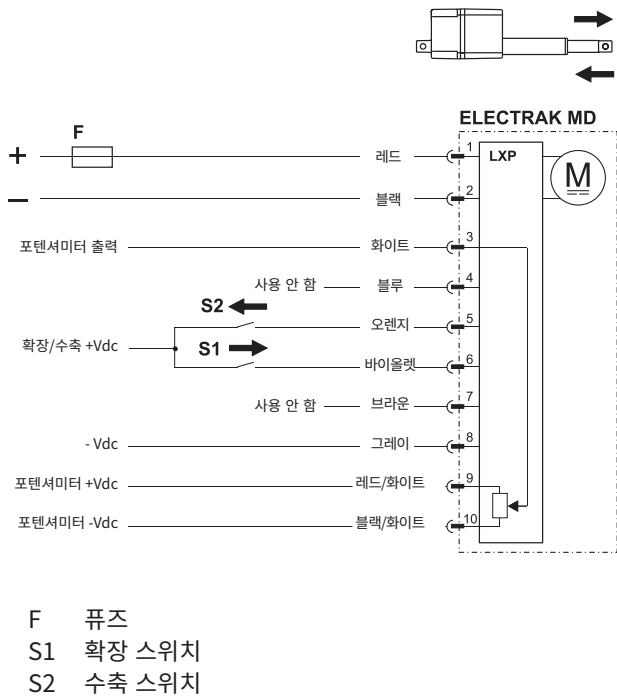 ELECTRAK MD
F
+ 레드 1 LXP
M
− 블랙 2
포텐셔미터 출력 화이트 3
사용 안 함 블루 4
S2
오렌지 5
확장/수축 +Vdc
S1
바이올렛 6
사용 안 함 브라운 7
- Vdc 그레이 8
포텐셔미터 +Vdc 레드/화이트 9
포텐셔미터 -Vdc 블랙/화이트 10
F 퓨즈
S1 확장 스위치
S2 수축 스위치